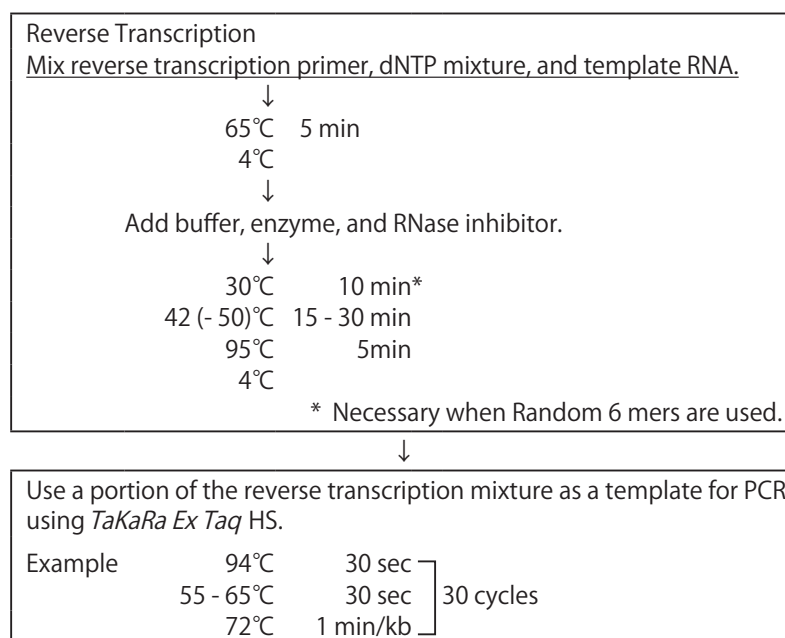 Reverse Transcription
Mix reverse transcription primer, dNTP mixture, and template RNA.
↓
65℃ 5 min
4℃
↓
Add buffer, enzyme, and RNase inhibitor.
↓
30℃ 10 min*
42 (- 50)℃ 15 - 30 min
95℃ 5min
4℃
* Necessary when Random 6 mers are used.
↓
Use a portion of the reverse transcription mixture as a template for PCR
using TaKaRa Ex Taq HS.
Example 94℃ 30 sec
55 - 65℃ 30 sec 30 cycles
72℃ 1 min/kb